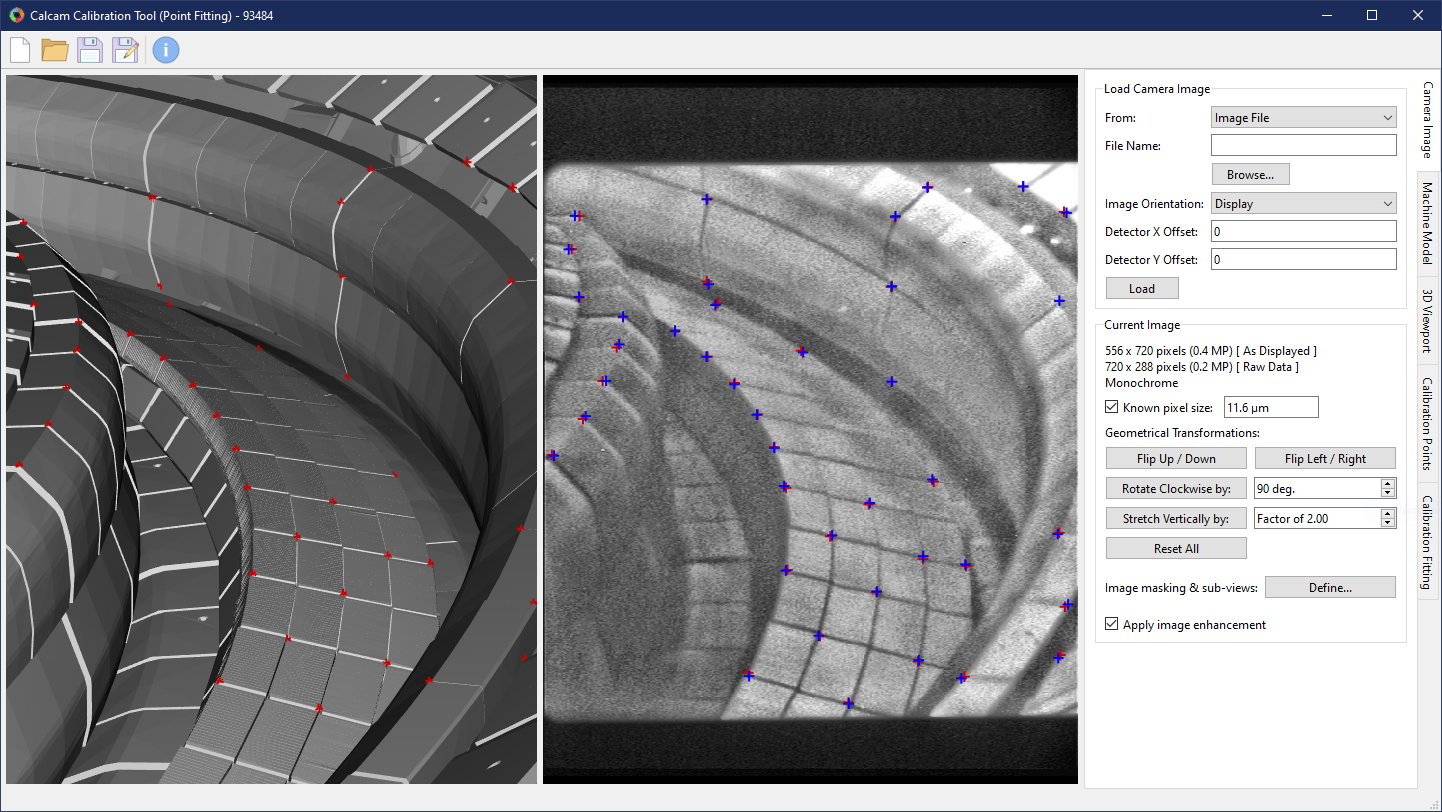 Calcam Calibration Tool (Point Fitting) - 93484
Load Camera Image
From: Image File
File Name:
Browse...
Image Orientation: Display
Detector X Offset: 0
Detector Y Offset: 0
Load
Current Image
556 x 720 pixels (0.4 MP) [ As Displayed ]
720 x 288 pixels (0.2 MP) [ Raw Data ]
Monochrome
Known pixel size: 11.6 µm
Geometrical Transformations:
Flip Up / Down Flip Left / Right
Rotate Clockwise by: 90 deg.
Stretch Vertically by: Factor of 2.00
Reset All
Image masking & sub-views: Define...
Apply image enhancement
Camera Image
Machine Model
3D Viewport
Calibration Points
Calibration Fitting